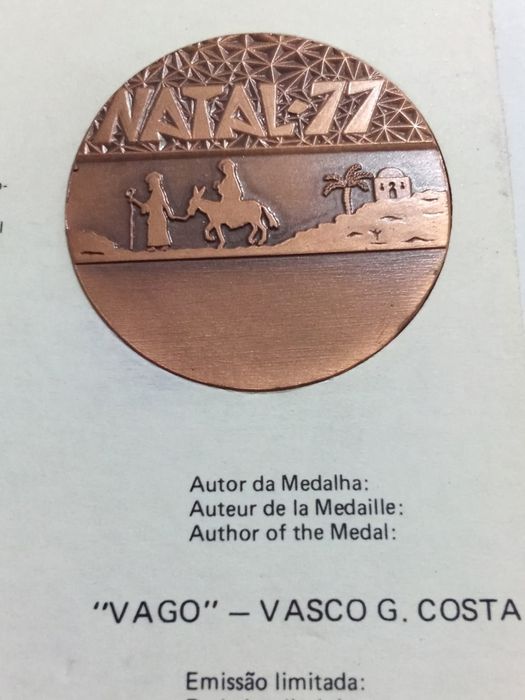 NATAL-77
Autor da Medalha:
Auteur de la Medaille:
Author of the Medal:
"VAGO" — VASCO G. COSTA
Emissão limitada: